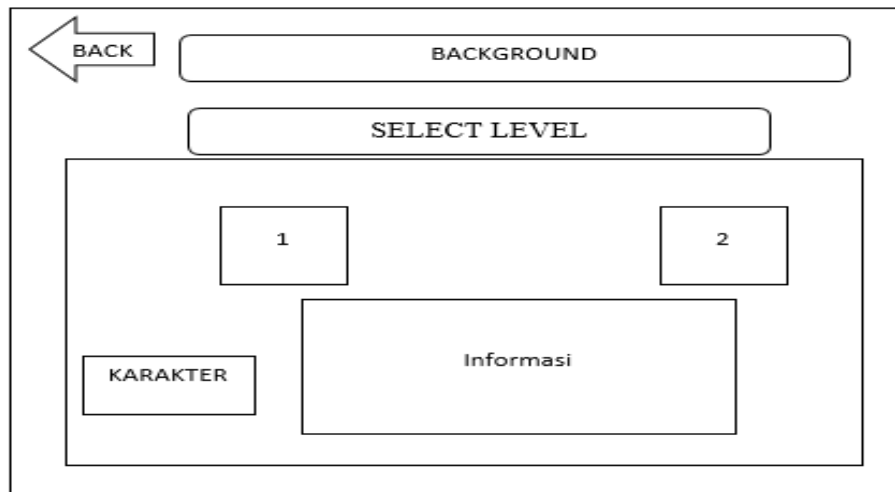 BACK
BACKGROUND
SELECT LEVEL
1
2
Informasi
KARAKTER